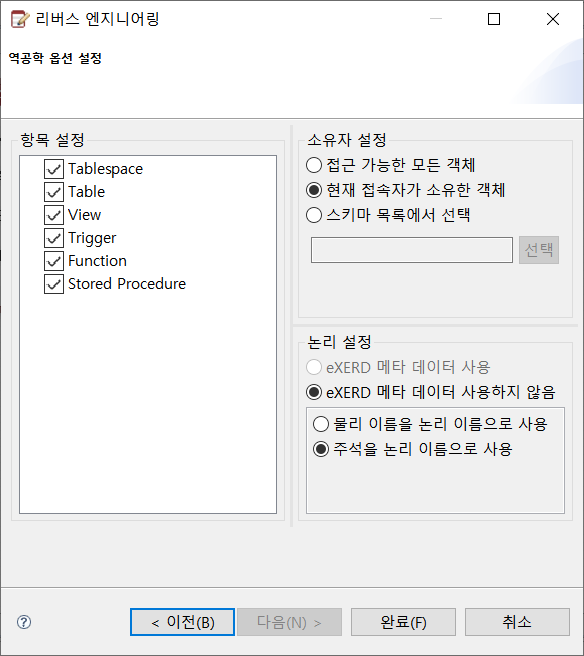 리버스 엔지니어링
역공학 옵션 설정
항목 설정
Tablespace
Table
View
Trigger
Function
Stored Procedure
소유자 설정
접근 가능한 모든 객체
현재 접속자가 소유한 객체
스키마 목록에서 선택
선택
논리 설정
eXERD 메타 데이터 사용
eXERD 메타 데이터 사용하지 않음
물리 이름을 논리 이름으로 사용
주석을 논리 이름으로 사용
?
< 이전(B)
다음(N) >
완료(F)
취소